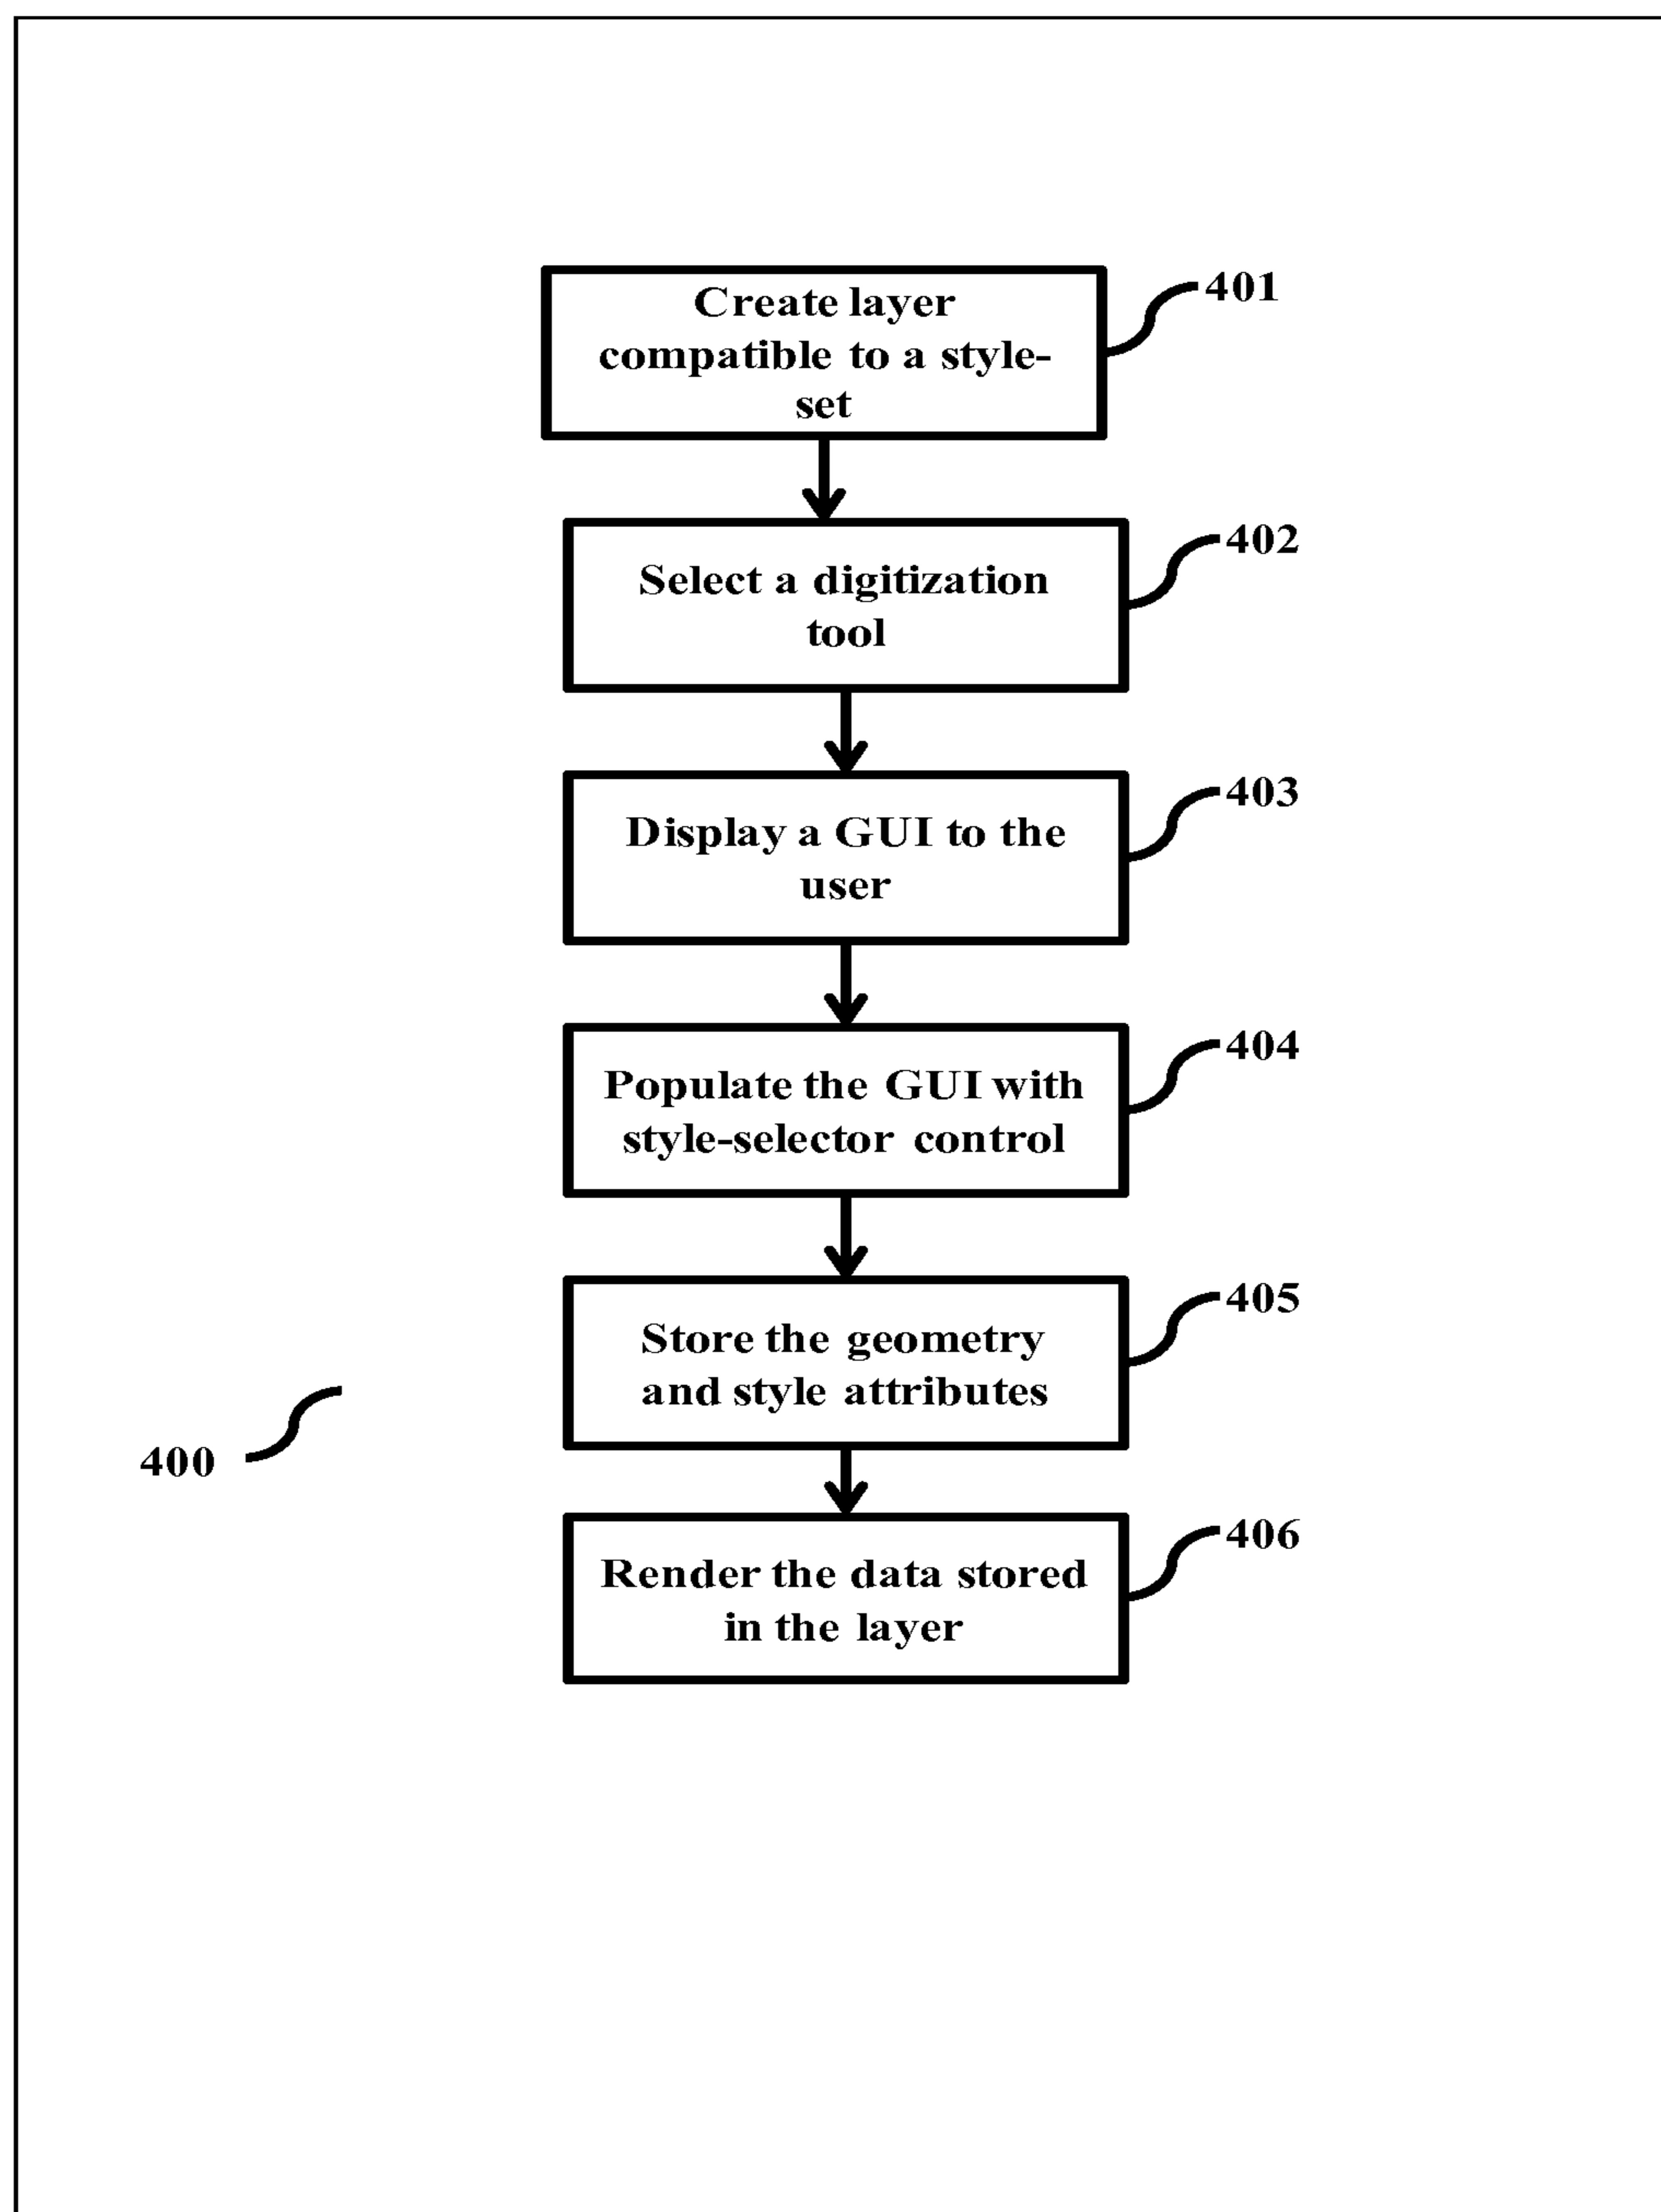 Create layer
compatible to a style-
set
401
Select a digitization
tool
402
Display a GUI to the
user
403
Populate the GUI with
style-selector control
404
Store the geometry
and style attributes
405
400
Render the data stored
in the layer
406